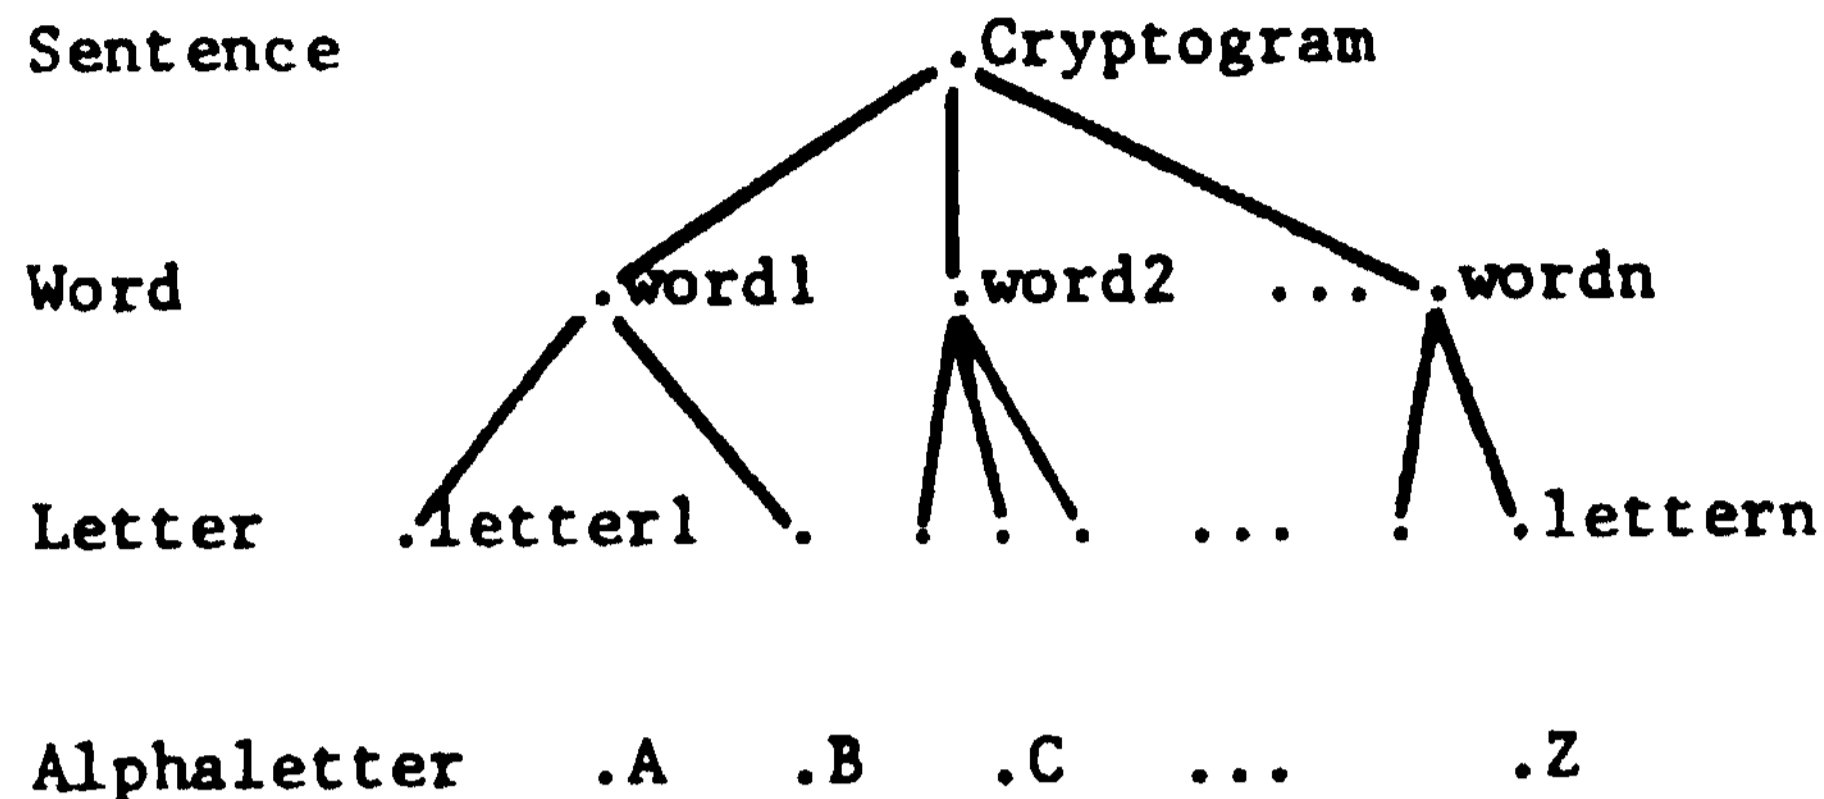 Sentence .Cryptogram
Word .word1 .word2 ... .wordn
Letter .letter1 . . . . ... . .lettern
Alphaletter .A .B .C ... .Z